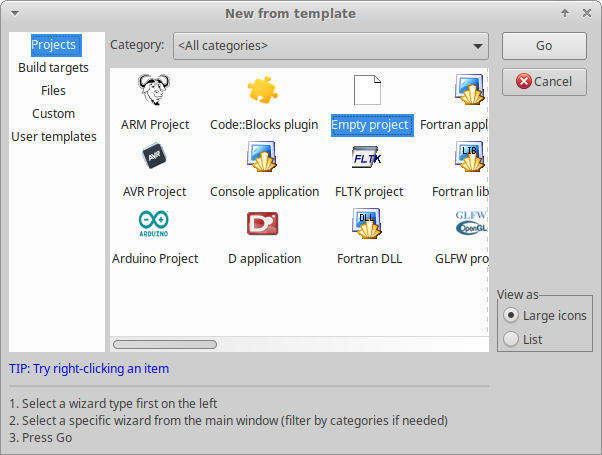 New from template
Projects
Build targets
Files
Custom
User templates
Category:
<All categories>
Go
Cancel
ARM Project
Code::Blocks plugin
Empty project
Fortran appl
AVR
AVR Project
Console application
FLTK
FLTK project
LIB
Fortran lib
ARDUINO
Arduino Project
D
D application
DLL
Fortran DLL
GLFW
OpenGL
GLFW pro
View as
Large icons
List
TIP: Try right-clicking an item
1. Select a wizard type first on the left
2. Select a specific wizard from the main window (filter by categories if needed)
3. Press Go